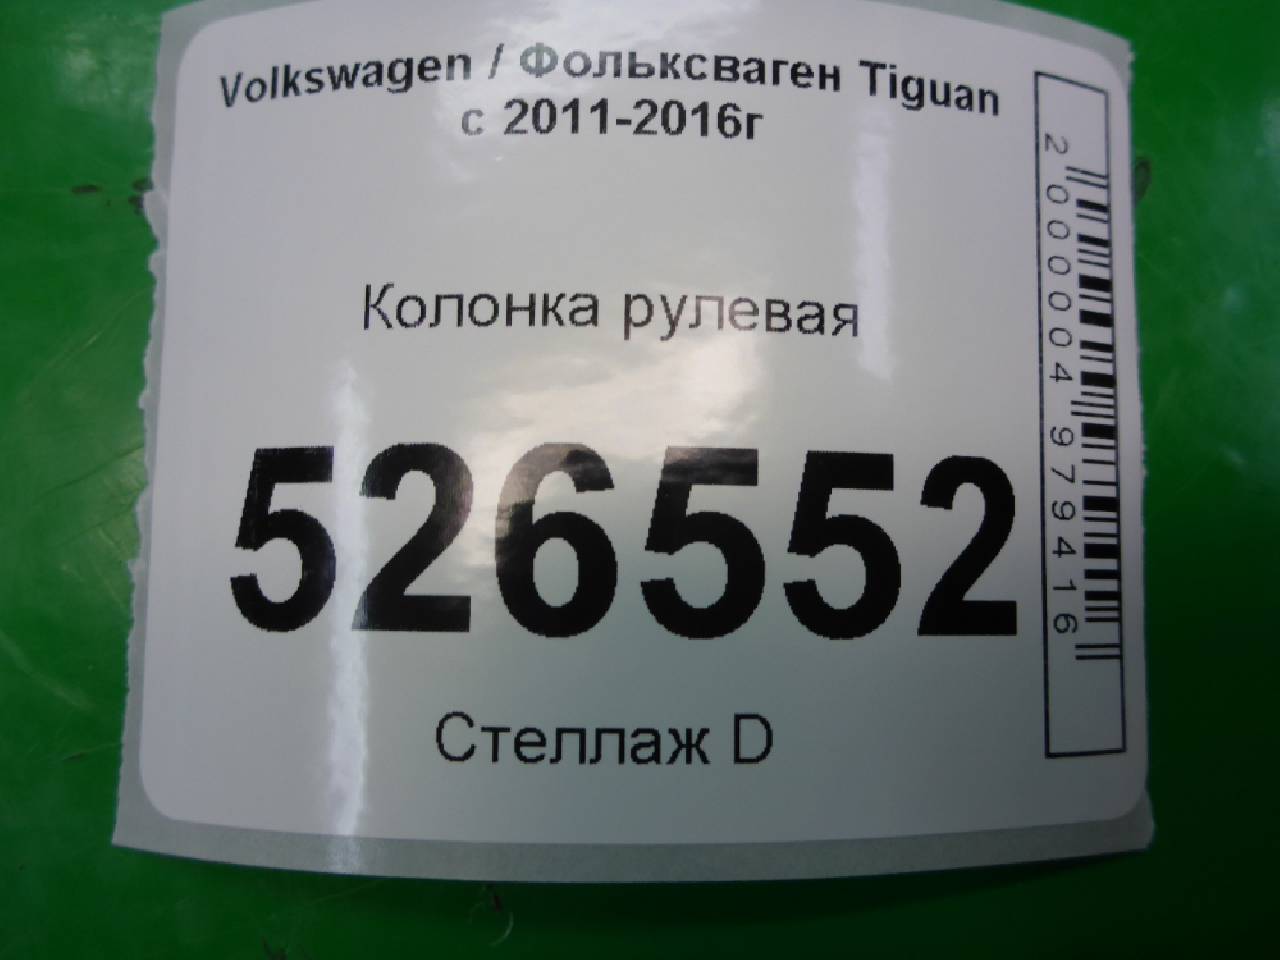 Volkswagen / Фольксваген Tiguan
с 2011-2016г
Колонка рулевая
526552
Стеллаж D
2000004979416